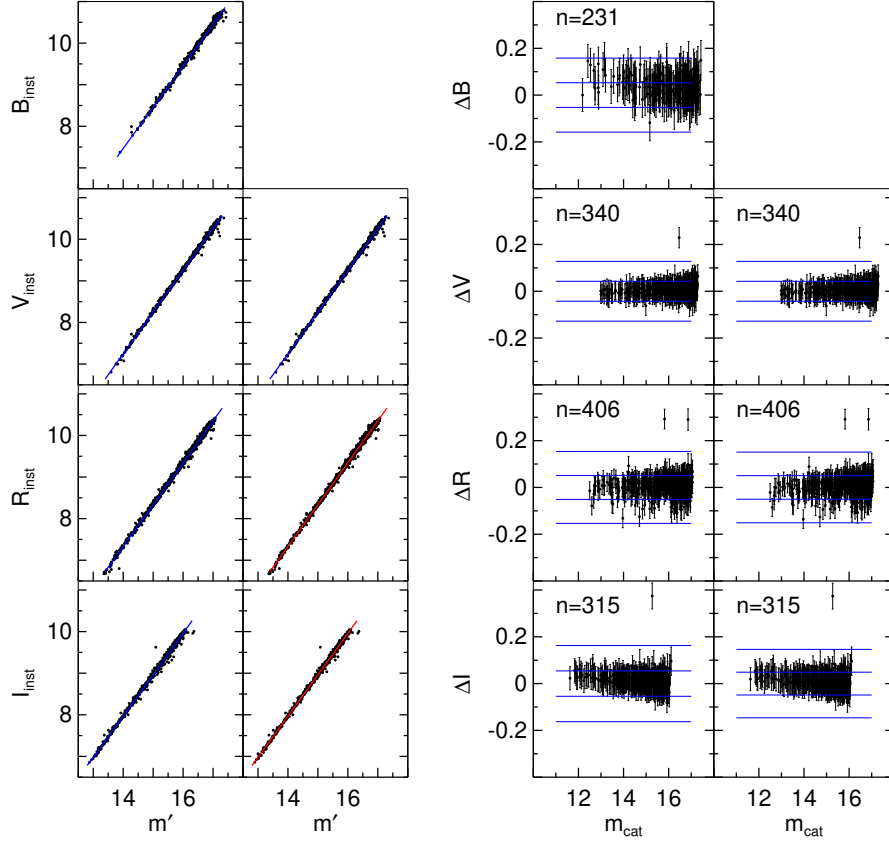 10
8
B_inst
n=231
0.2
0
-0.2
ΔB
10
8
V_inst
n=340
n=340
0.2
0
-0.2
ΔV
10
8
R_inst
n=406
n=406
0.2
0
-0.2
ΔR
10
8
I_inst
n=315
n=315
0.2
0
-0.2
ΔI
14 16 14 16 12 14 16 12 14 16
m′ m′ m_cat m_cat